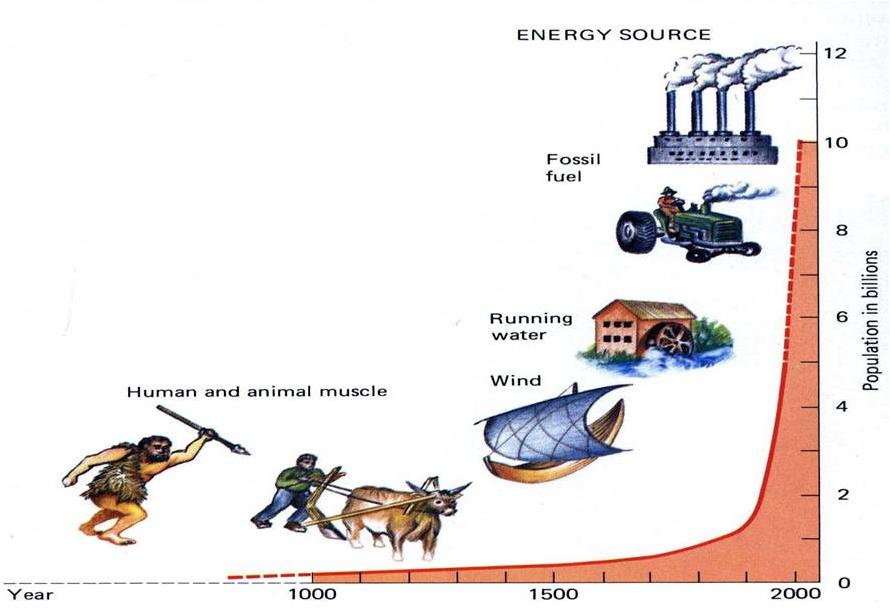 ENERGY SOURCE
12
10
Fossil
fuel
8
Running
water
6
Population in billions
Wind
Human and animal muscle
4
2
0
Year
1000
1500
2000